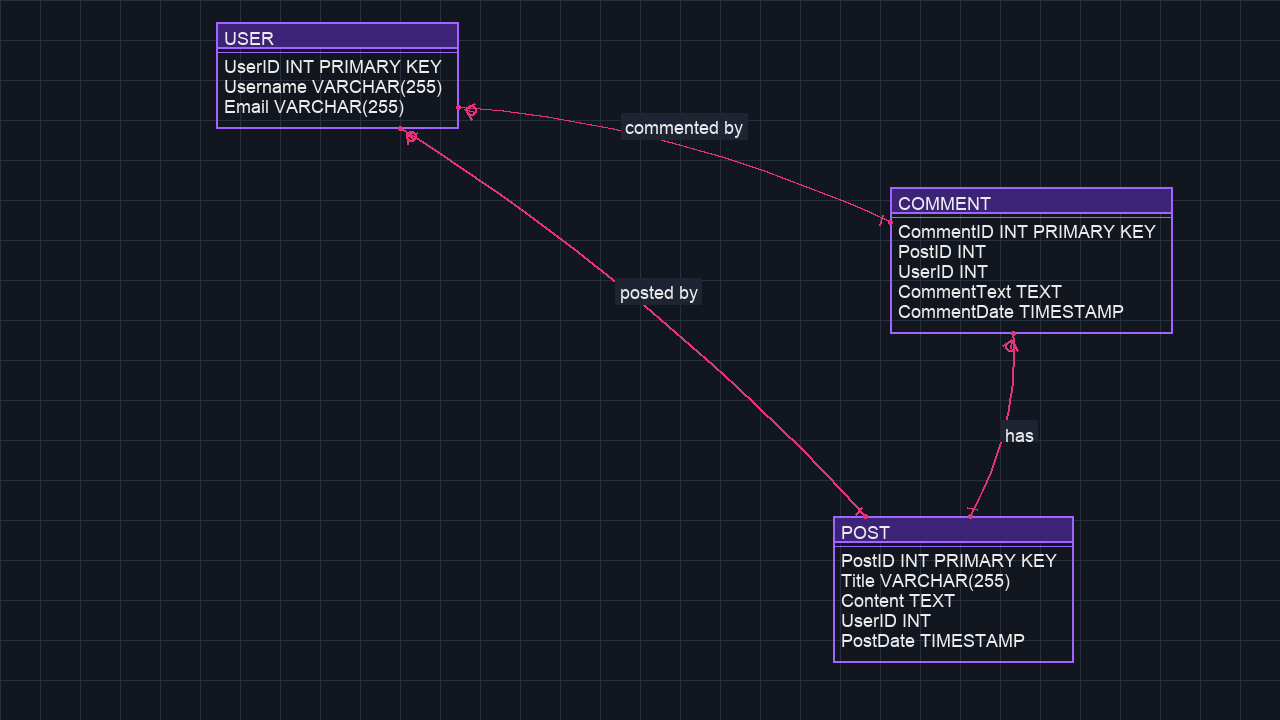 USER
UserID INT PRIMARY KEY
Username VARCHAR(255)
Email VARCHAR(255)
commented by
COMMENT
CommentID INT PRIMARY KEY
PostID INT
UserID INT
CommentText TEXT
CommentDate TIMESTAMP
posted by
has
POST
PostID INT PRIMARY KEY
Title VARCHAR(255)
Content TEXT
UserID INT
PostDate TIMESTAMP